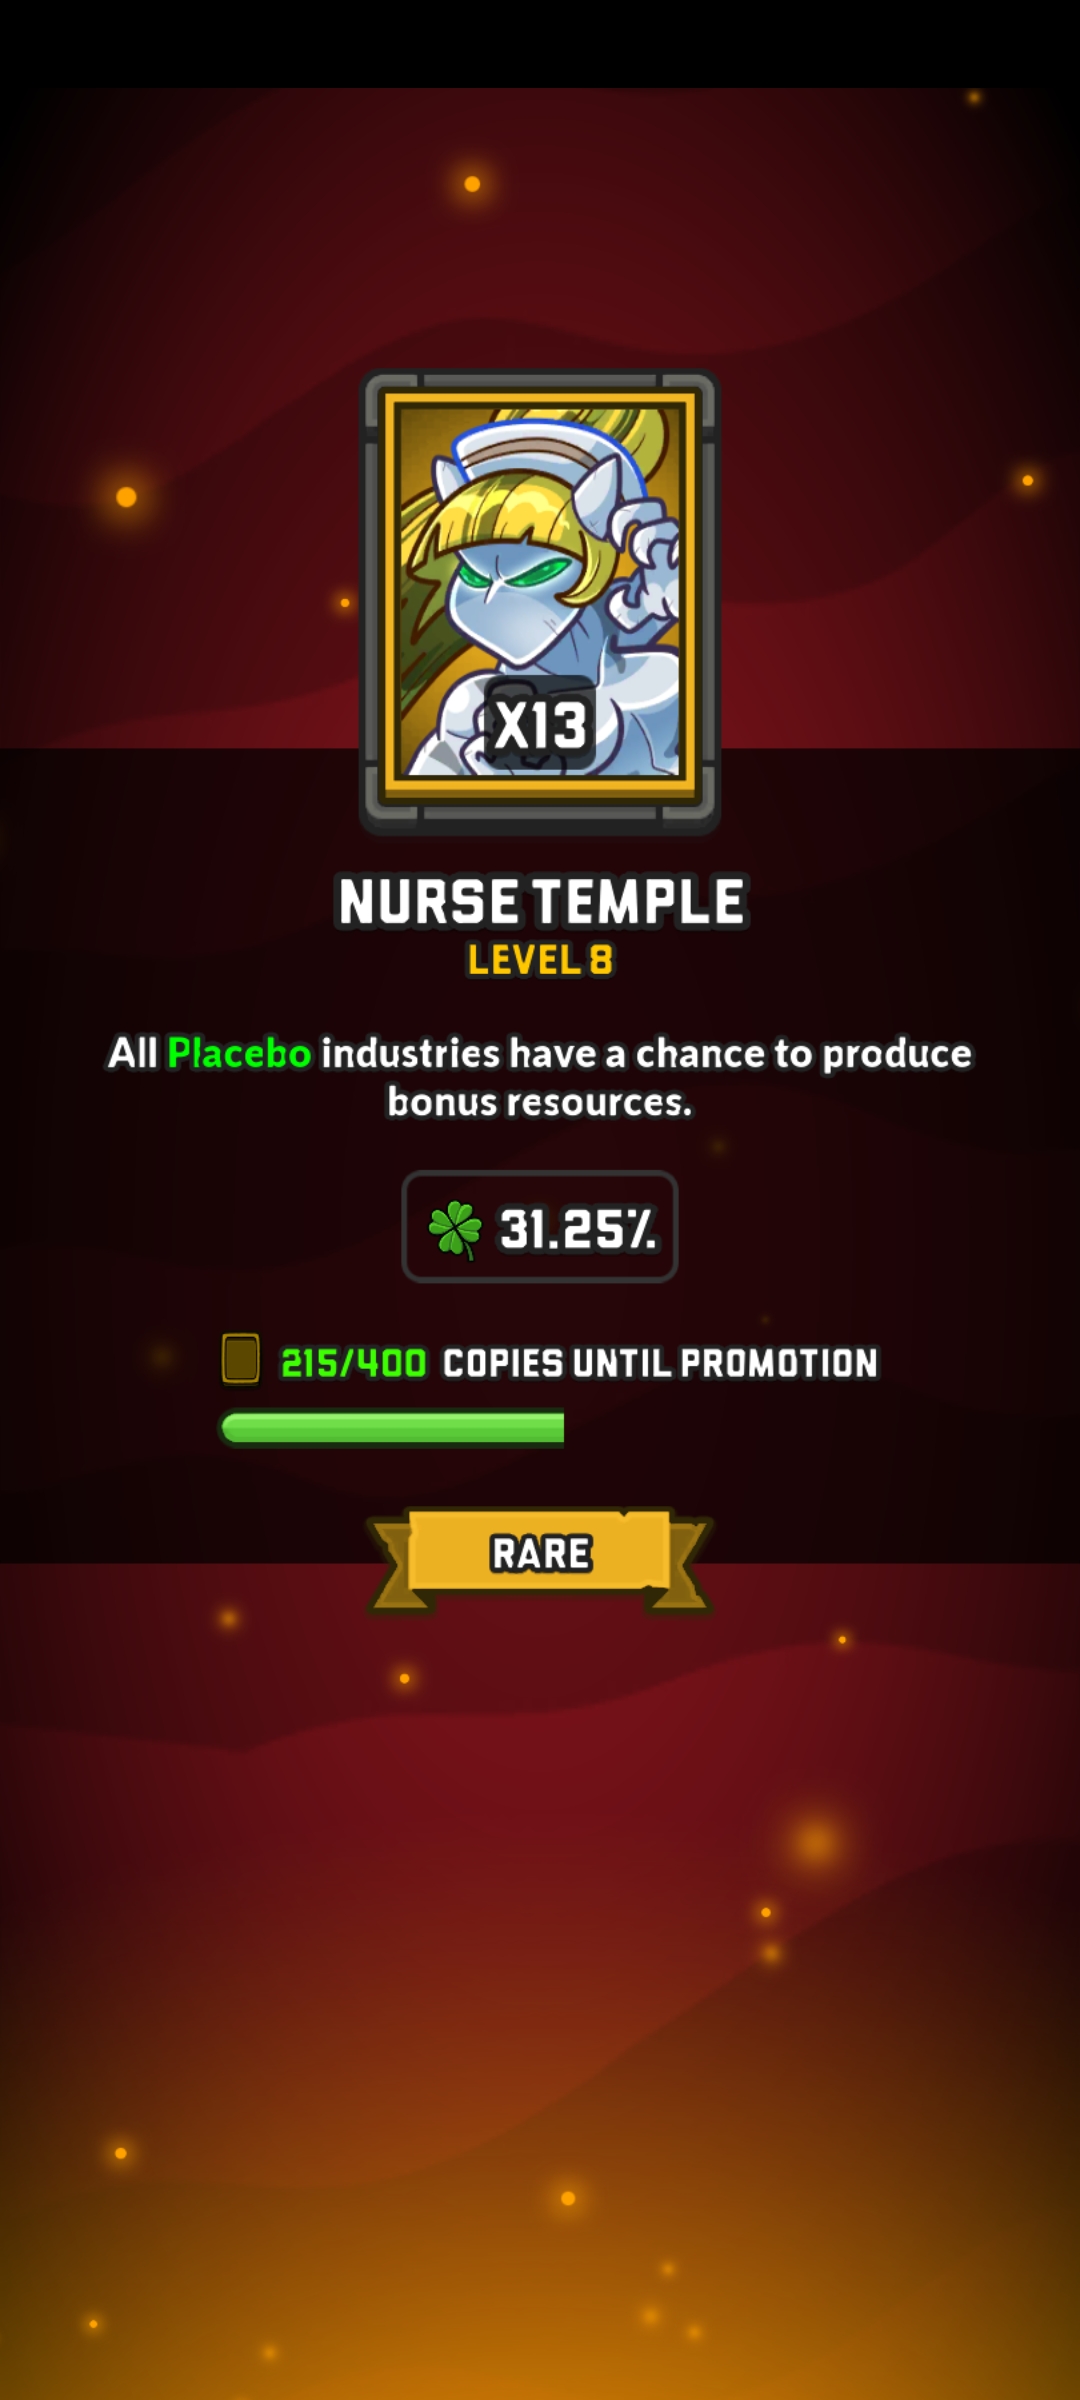 X13
NURSE TEMPLE
LEVEL 8
All Placebo industries have a chance to produce
bonus resources.
31.25%
215/400 COPIES UNTIL PROMOTION
RARE